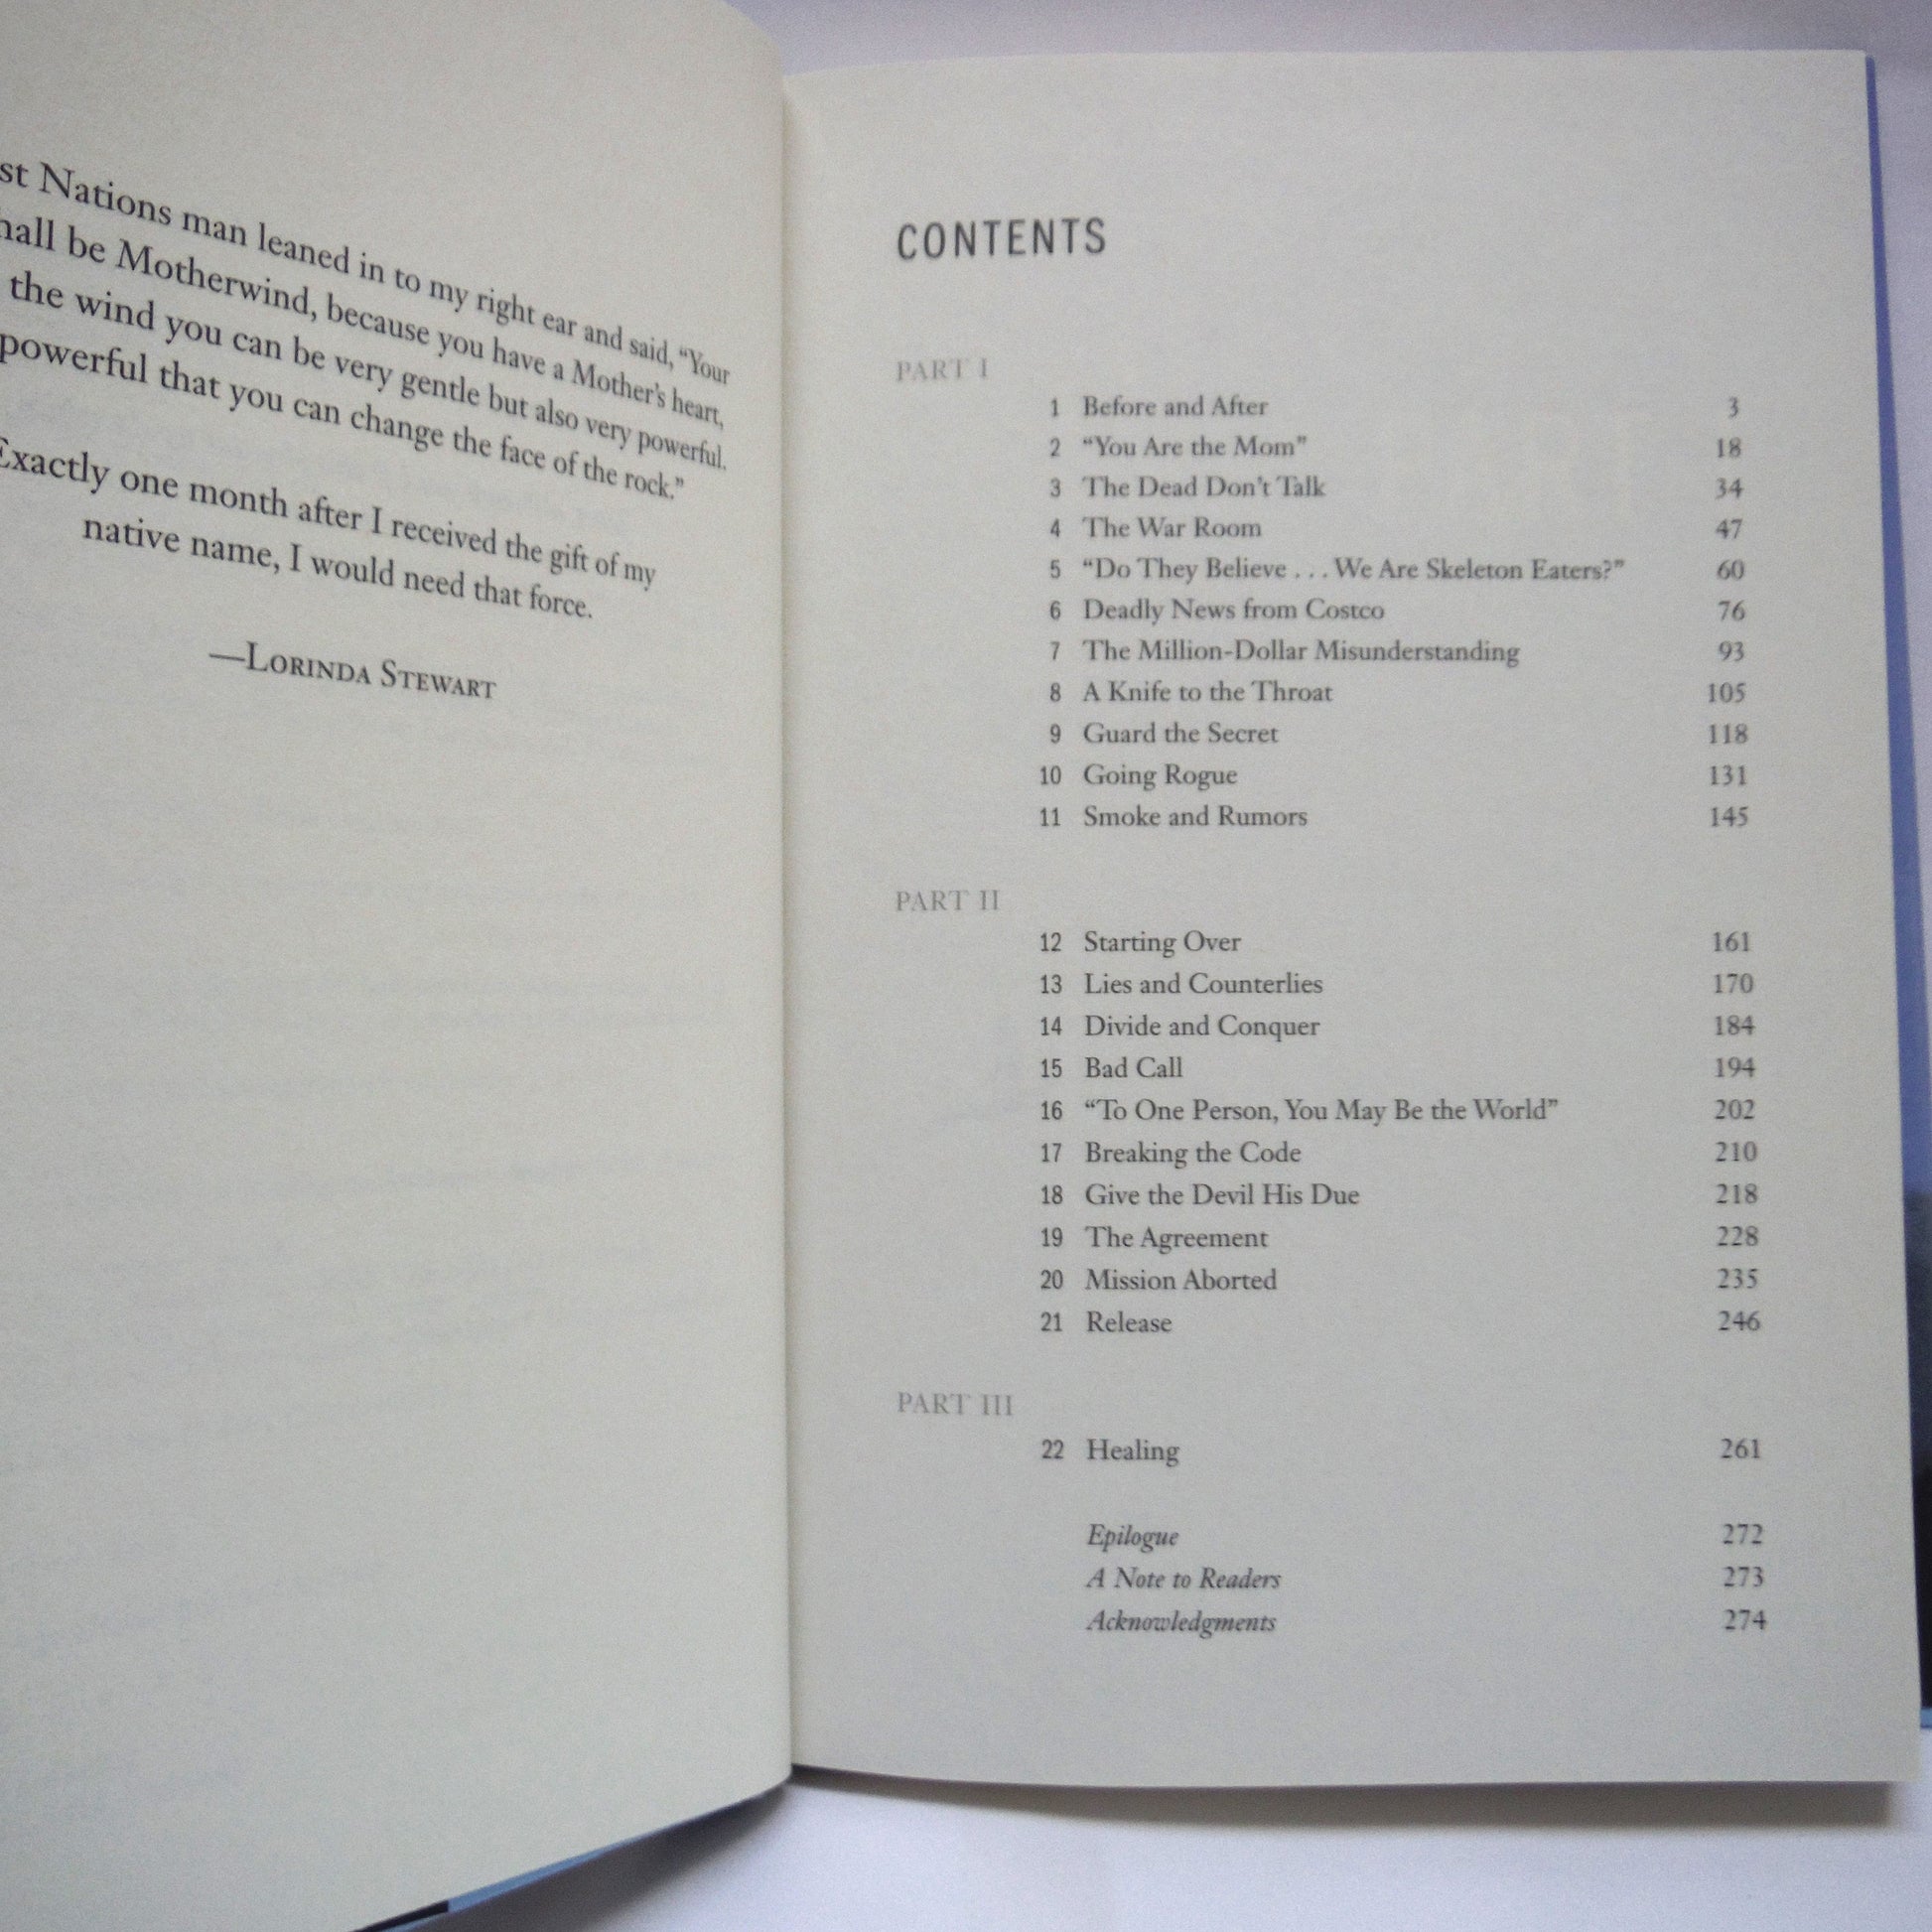 st Nations man leaned in to my right ear and said, “Your
hall be Motherwind, because you have a Mother’s heart,
the wind you can be very gentle but also very powerful.
powerful that you can change the face of the rock.”
Exactly one month after I received the gift of my
native name, I would need that force.
—LORINDA STEWART
CONTENTS
PART I
1 Before and After 3
2 “You Are the Mom” 18
3 The Dead Don’t Talk 34
4 The War Room 47
5 “Do They Believe . . . We Are Skeleton Eaters?” 60
6 Deadly News from Costco 76
7 The Million-Dollar Misunderstanding 93
8 A Knife to the Throat 105
9 Guard the Secret 118
10 Going Rogue 131
11 Smoke and Rumors 145
PART II
12 Starting Over 161
13 Lies and Counterlies 170
14 Divide and Conquer 184
15 Bad Call 194
16 “To One Person, You May Be the World” 202
17 Breaking the Code 210
18 Give the Devil His Due 218
19 The Agreement 228
20 Mission Aborted 235
21 Release 246
PART III
22 Healing 261
Epilogue 272
A Note to Readers 273
Acknowledgments 274